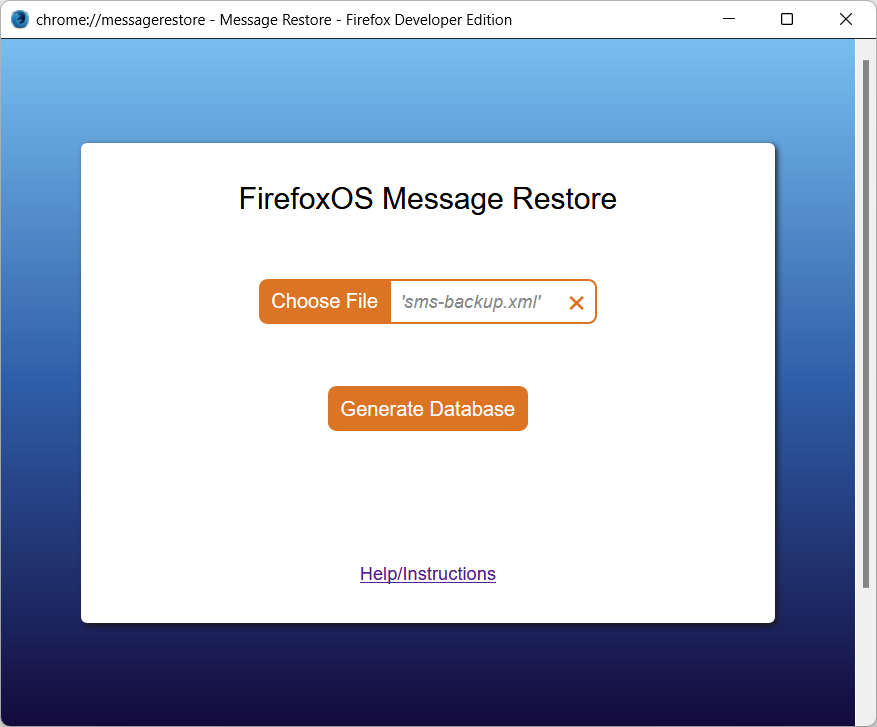 chrome://messagerestore - Message Restore - Firefox Developer Edition
FirefoxOS Message Restore
Choose File 'sms-backup.xml' ×
Generate Database
Help/Instructions